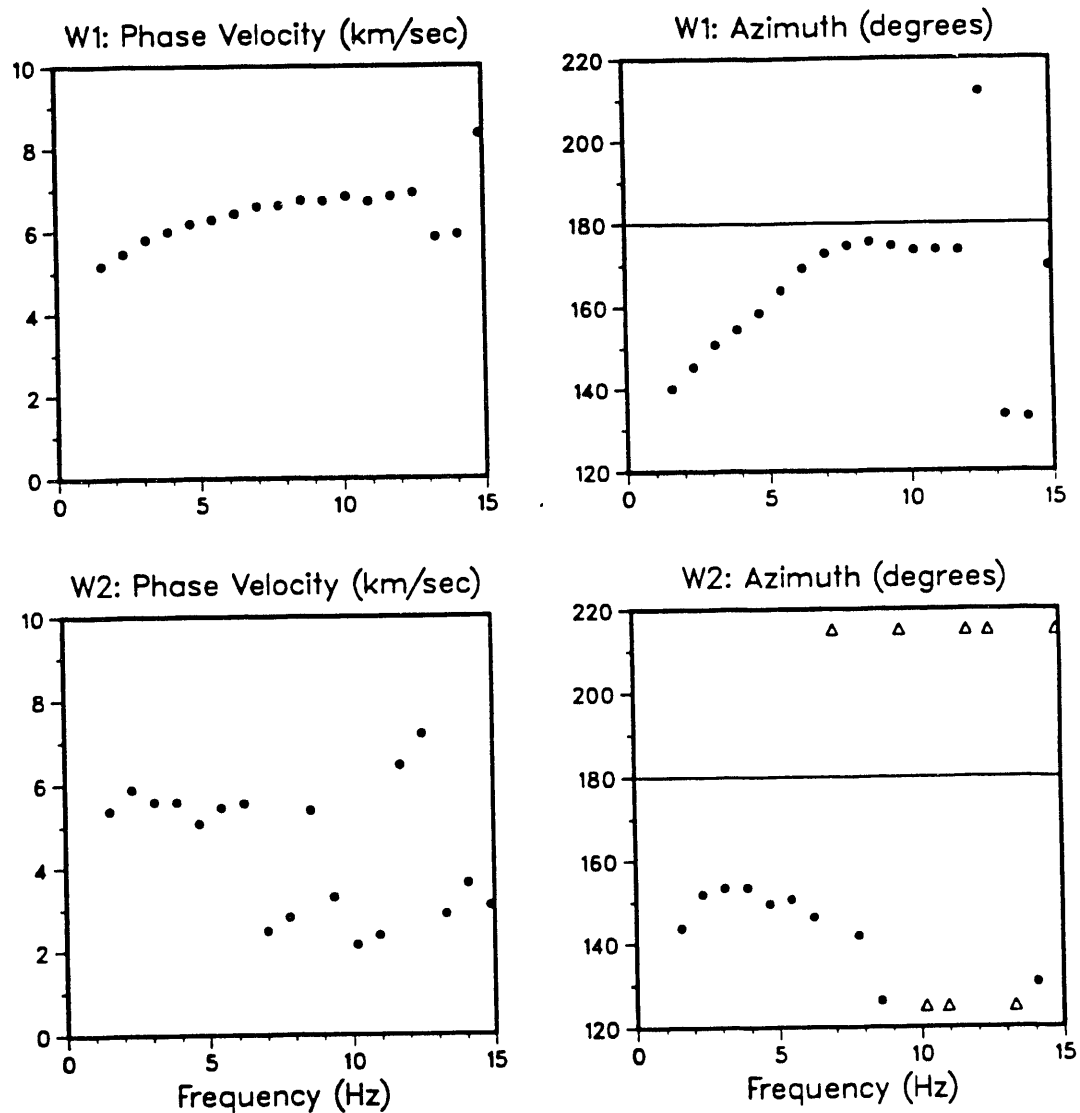 W1: Phase Velocity (km/sec)
10
8
6
4
2
0
0 5 10 15
W1: Azimuth (degrees)
220
200
180
160
140
120
0 5 10 15
W2: Phase Velocity (km/sec)
10
8
6
4
2
0
0 5 10 15
Frequency (Hz)
W2: Azimuth (degrees)
220
200
180
160
140
120
0 5 10 15
Frequency (Hz)